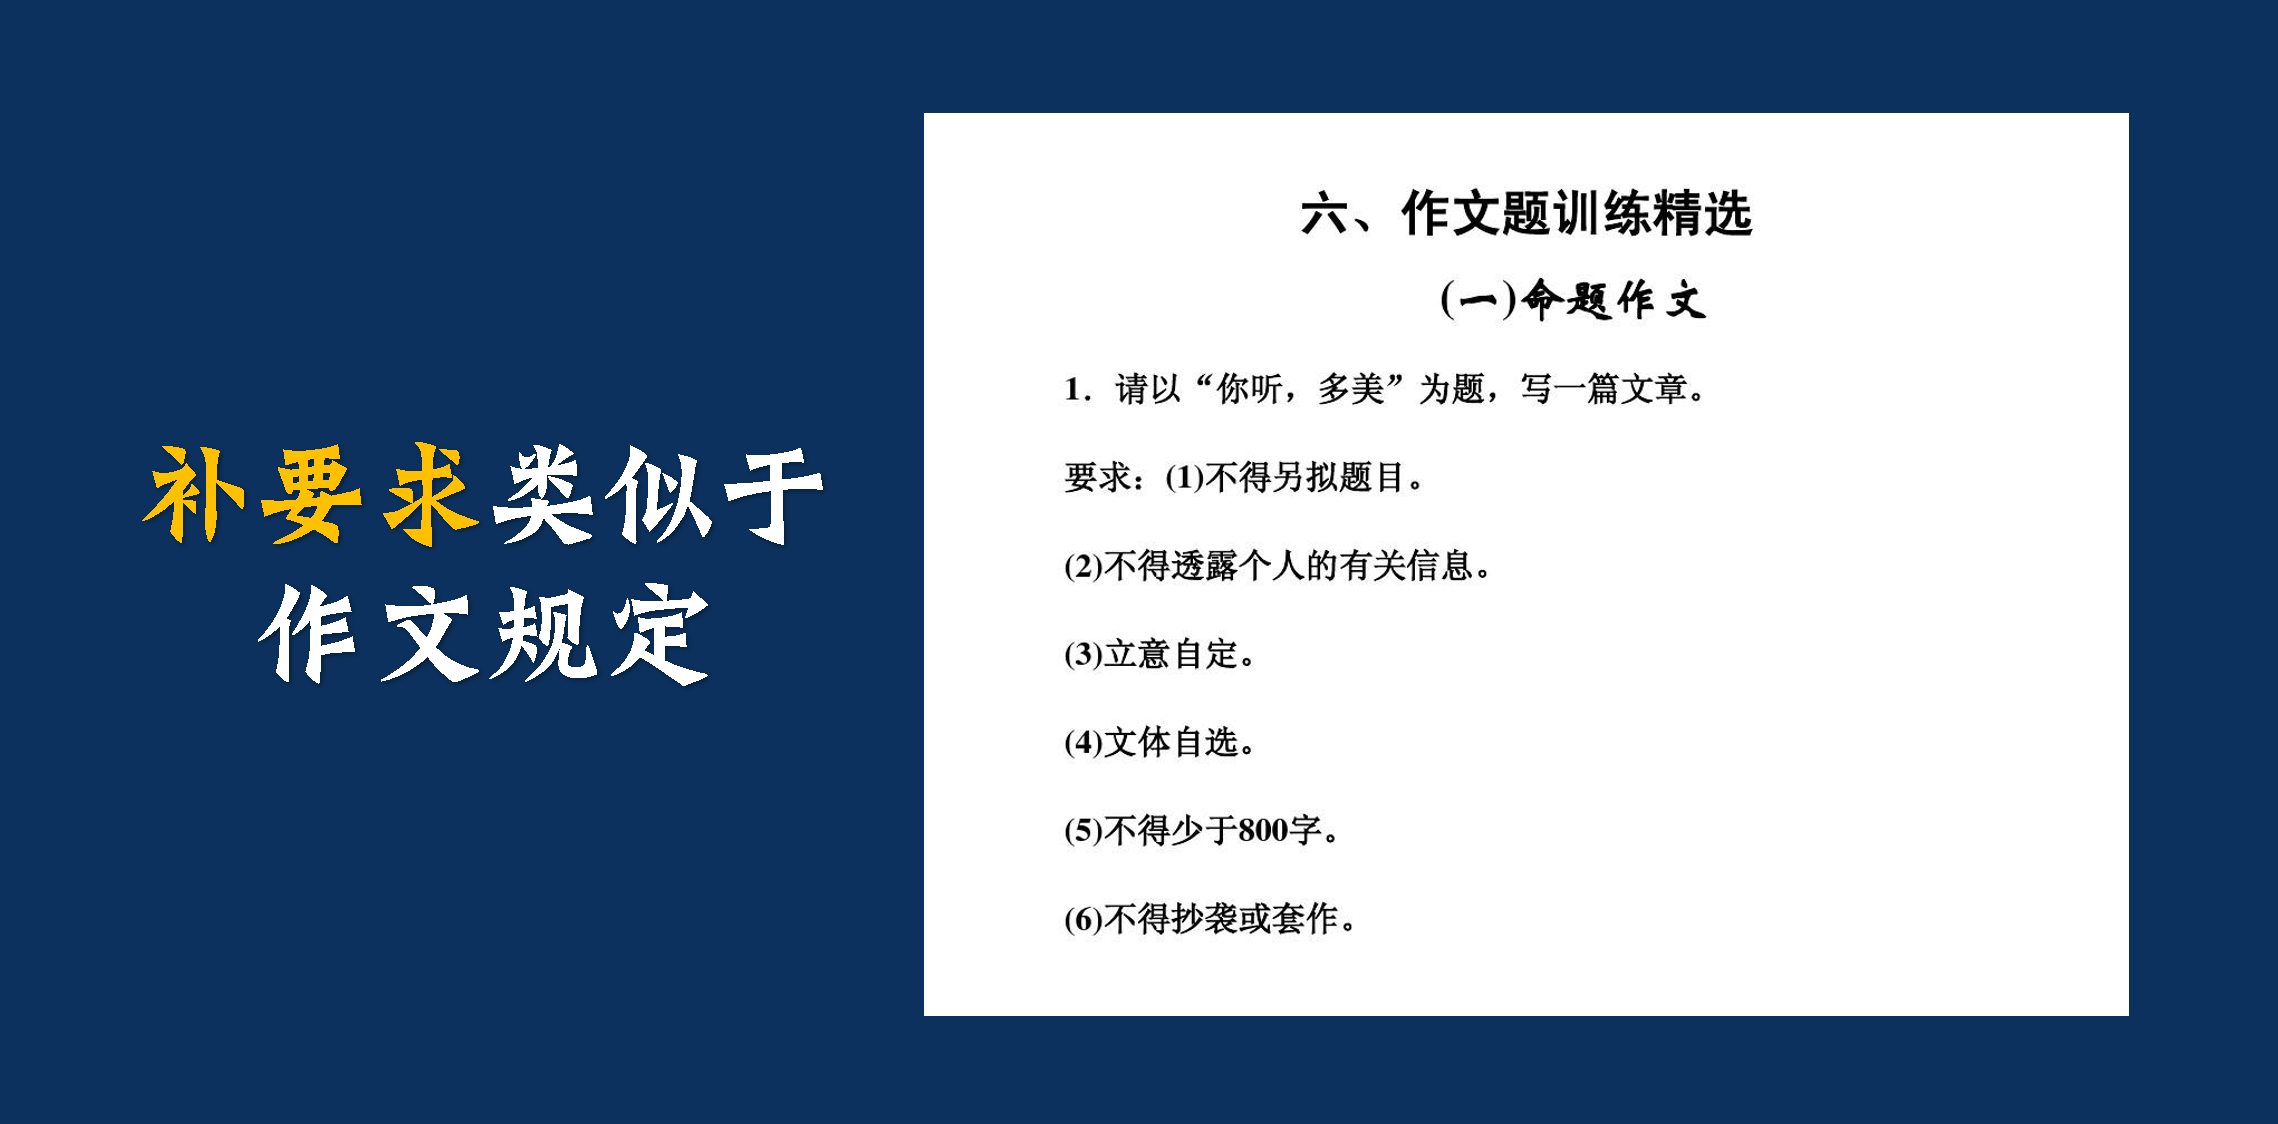 补要求类似于
作文规定
六、作文题训练精选
(一)命题作文
1．请以“你听，多美”为题，写一篇文章。
要求：(1)不得另拟题目。
(2)不得透露个人的有关信息。
(3)立意自定。
(4)文体自选。
(5)不得少于800字。
(6)不得抄袭或套作。